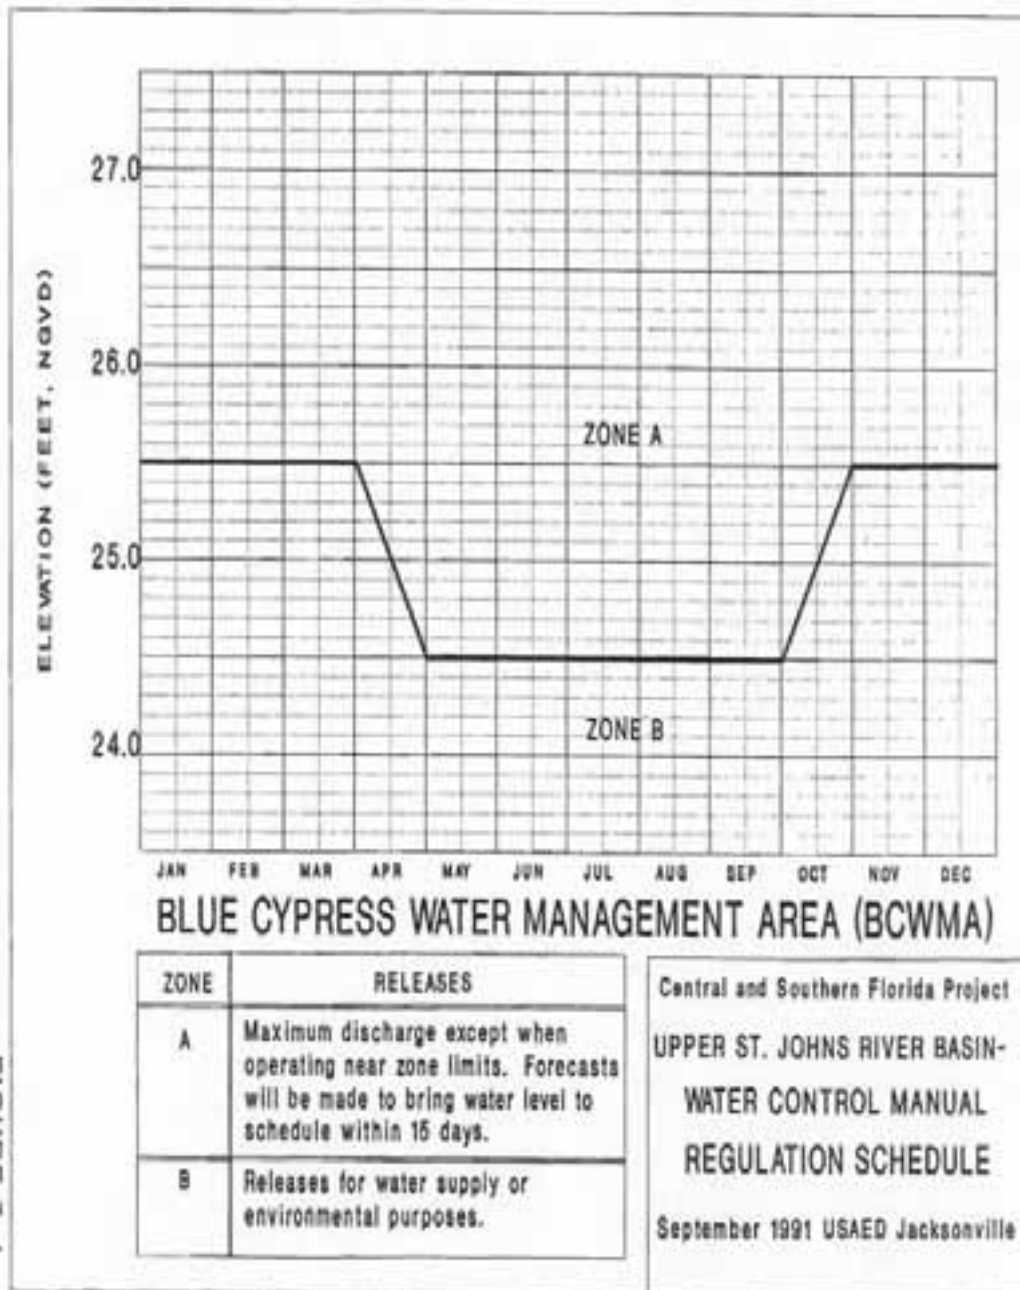 ELEVATION (FEET, NGVD)
27.0
26.0
25.0
24.0
ZONE A
ZONE B
JAN FEB MAR APR MAY JUN JUL AUG SEP OCT NOV DEC
BLUE CYPRESS WATER MANAGEMENT AREA (BCWMA)
ZONE RELEASES
A Maximum discharge except when
operating near zone limits. Forecasts
will be made to bring water level to
schedule within 15 days.
B Releases for water supply or
environmental purposes.
Central and Southern Florida Project
UPPER ST. JOHNS RIVER BASIN-
WATER CONTROL MANUAL
REGULATION SCHEDULE
September 1991 USAED Jacksonville